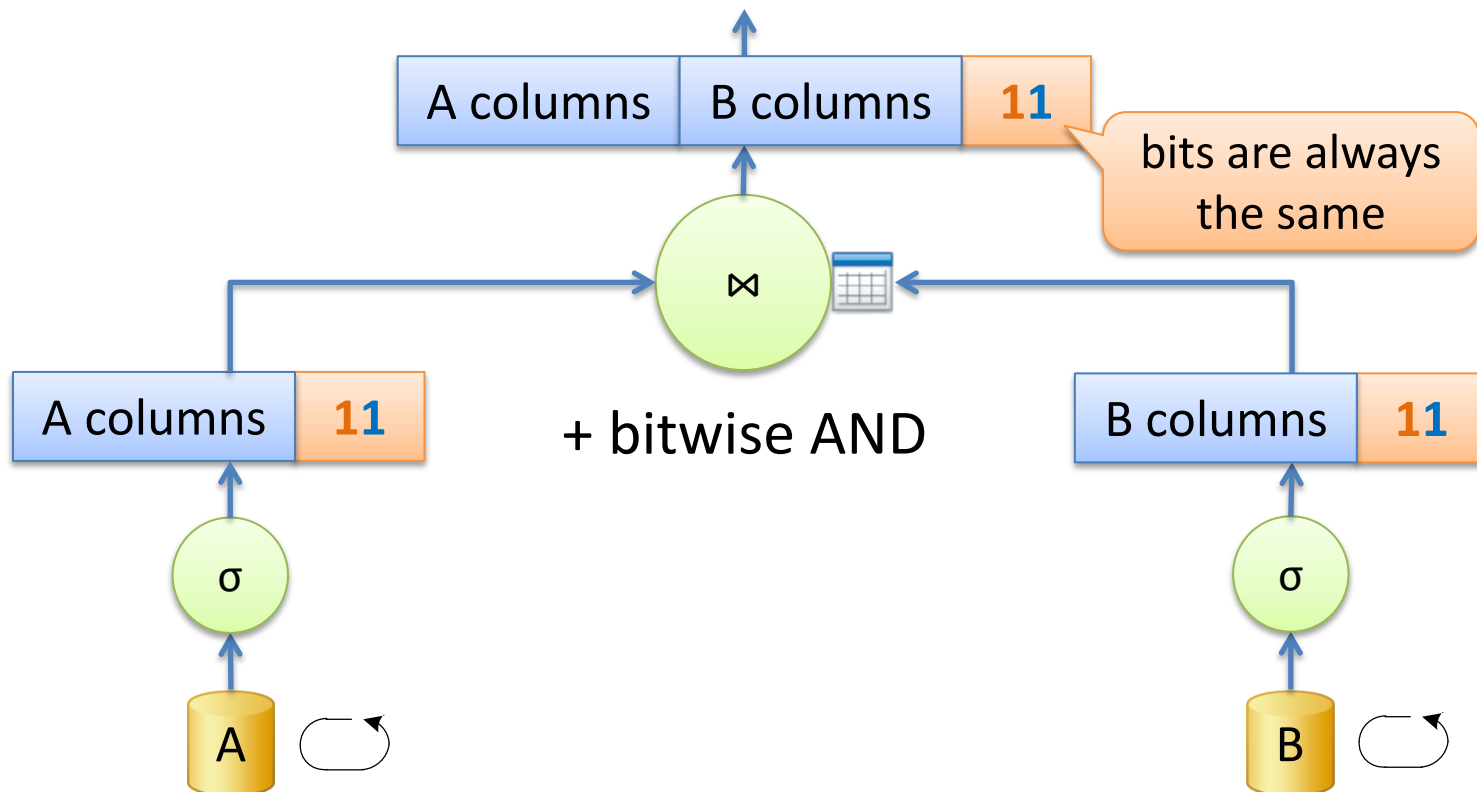 A columns B columns 11
bits are always
the same
⋈
A columns 11
+ bitwise AND
B columns 11
σ
σ
A
B